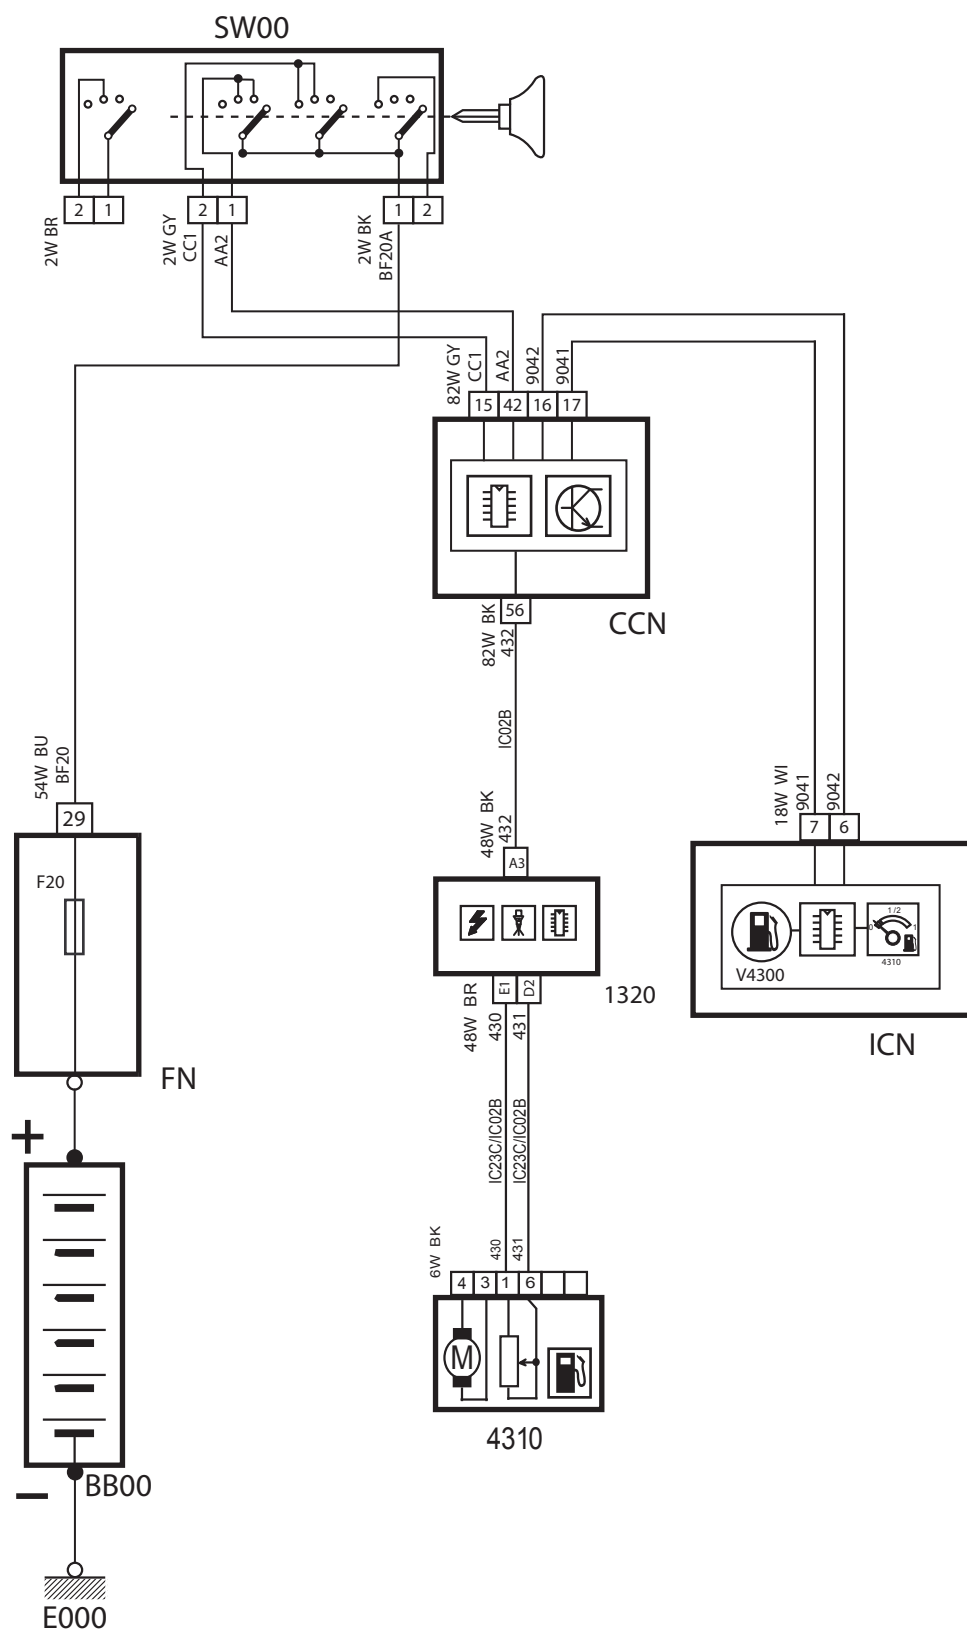 SW00
2 1
2 1
1 2
2W BR
2W GY
CC1
AA2
2W BK
BF20A
82W GY
CC1
AA2
9042
9041
15 42 16 17
56
CCN
82W BK
432
IC02B
54W BU
BF20
29
F20
FN
48W BK
432
A3
1320
18W WI
9041
9042
7 6
V4300
1/2
0
1
4310
ICN
48W BR
E1 D2
430
431
IC23C/IC02B
IC23C/IC02B
6W BK
430
431
4 3 1 6
M
4310
+
BB00
−
E000